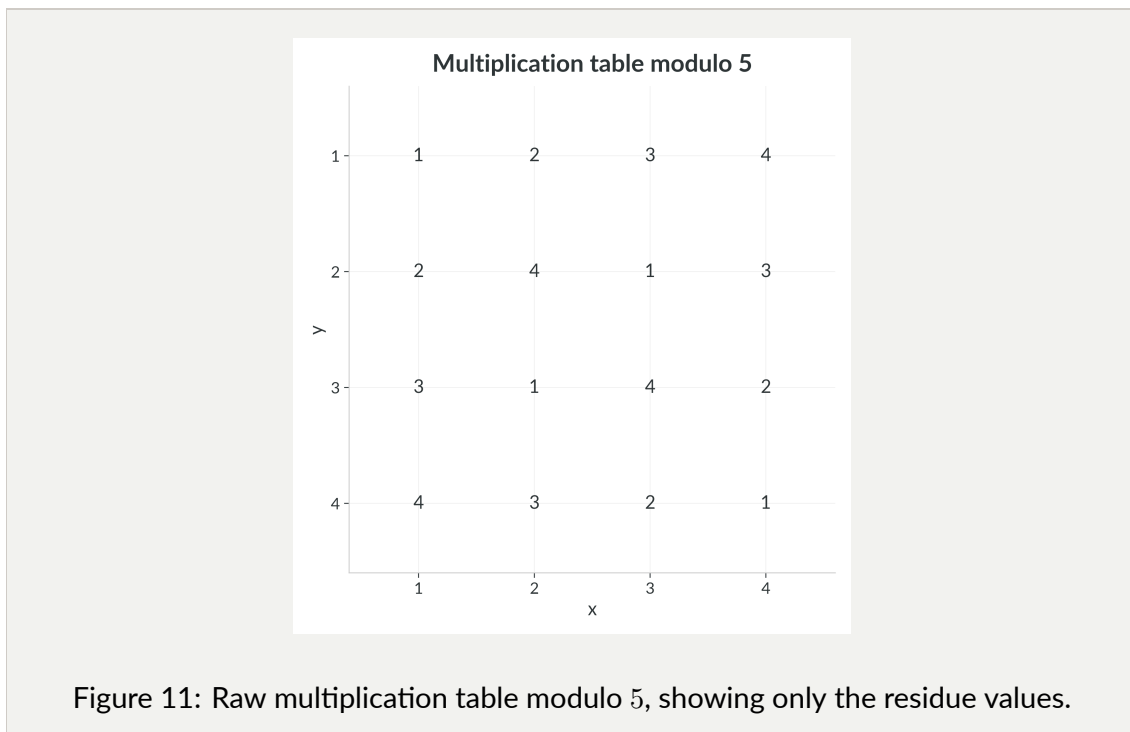 Multiplication table modulo 5
1 1 2 3 4
2 2 4 1 3
y
3 3 1 4 2
4 4 3 2 1
1 2 3 4
x
Figure 11: Raw multiplication table modulo 5, showing only the residue values.